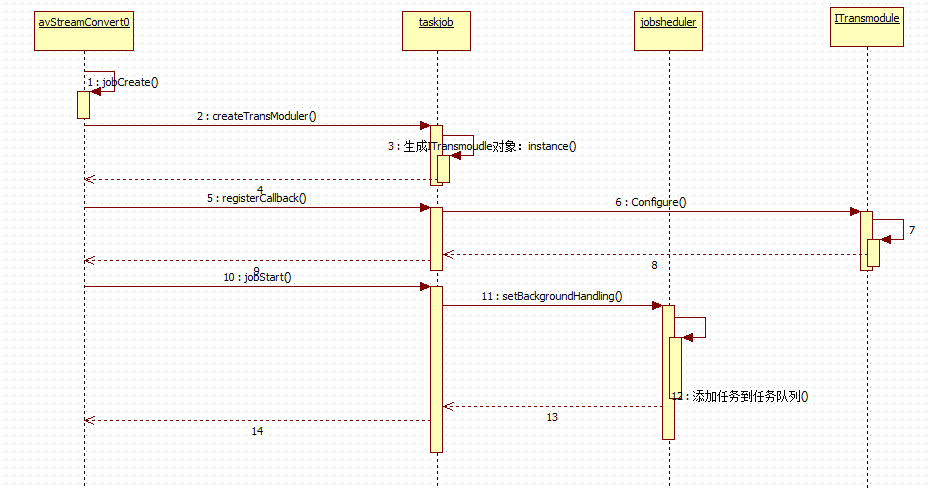 avStreamConvert0
taskjob
jobsheduler
ITransmodule
1 : jobCreate()
2 : createTransModuler()
3 : 生成ITransmoudle对象：instance()
4
5 : registerCallback()
6 : Configure()
7
8
9
10 : jobStart()
11 : setBackgroundHandling()
12 : 添加任务到任务队列()
13
14